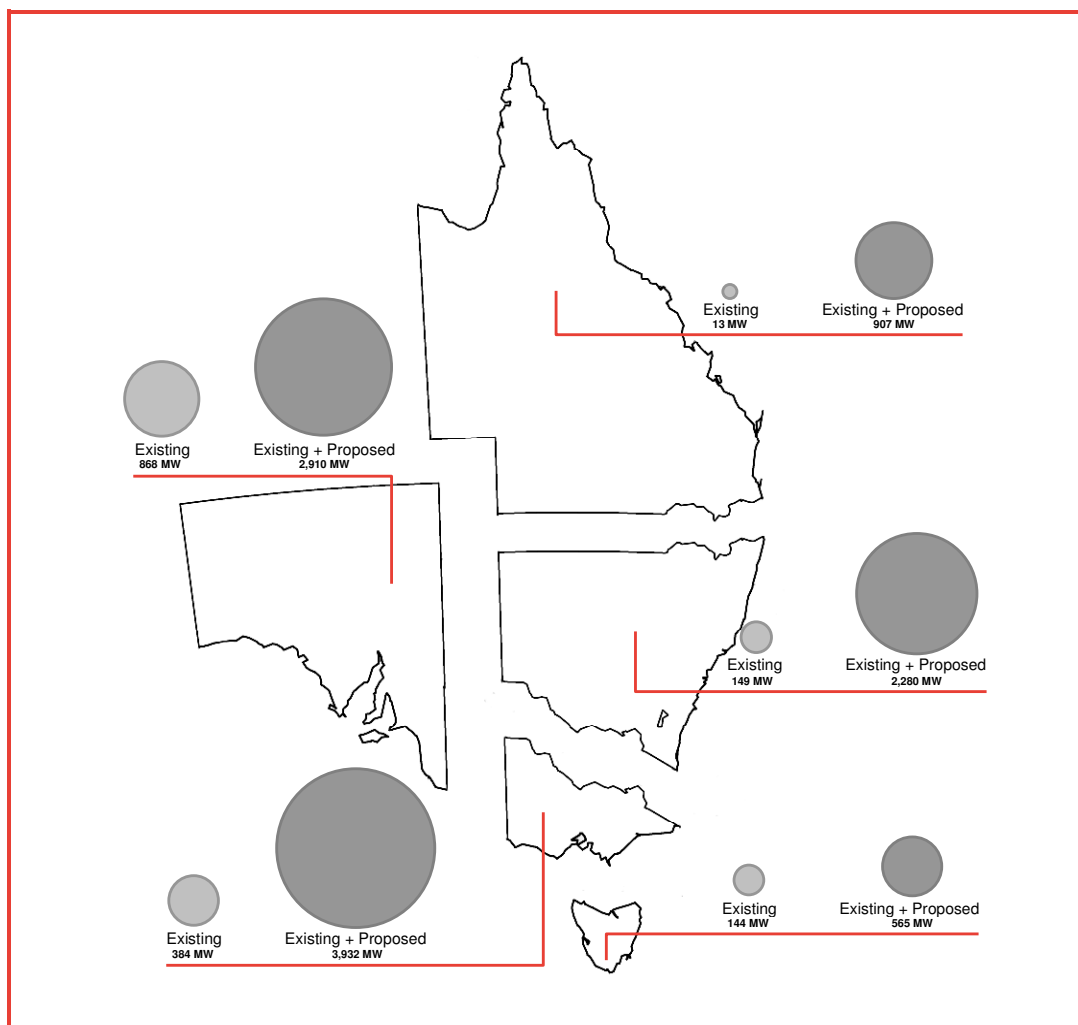 Existing
13 MW
Existing + Proposed
907 MW
Existing
868 MW
Existing + Proposed
2,910 MW
Existing
149 MW
Existing + Proposed
2,280 MW
Existing
384 MW
Existing + Proposed
3,932 MW
Existing
144 MW
Existing + Proposed
565 MW